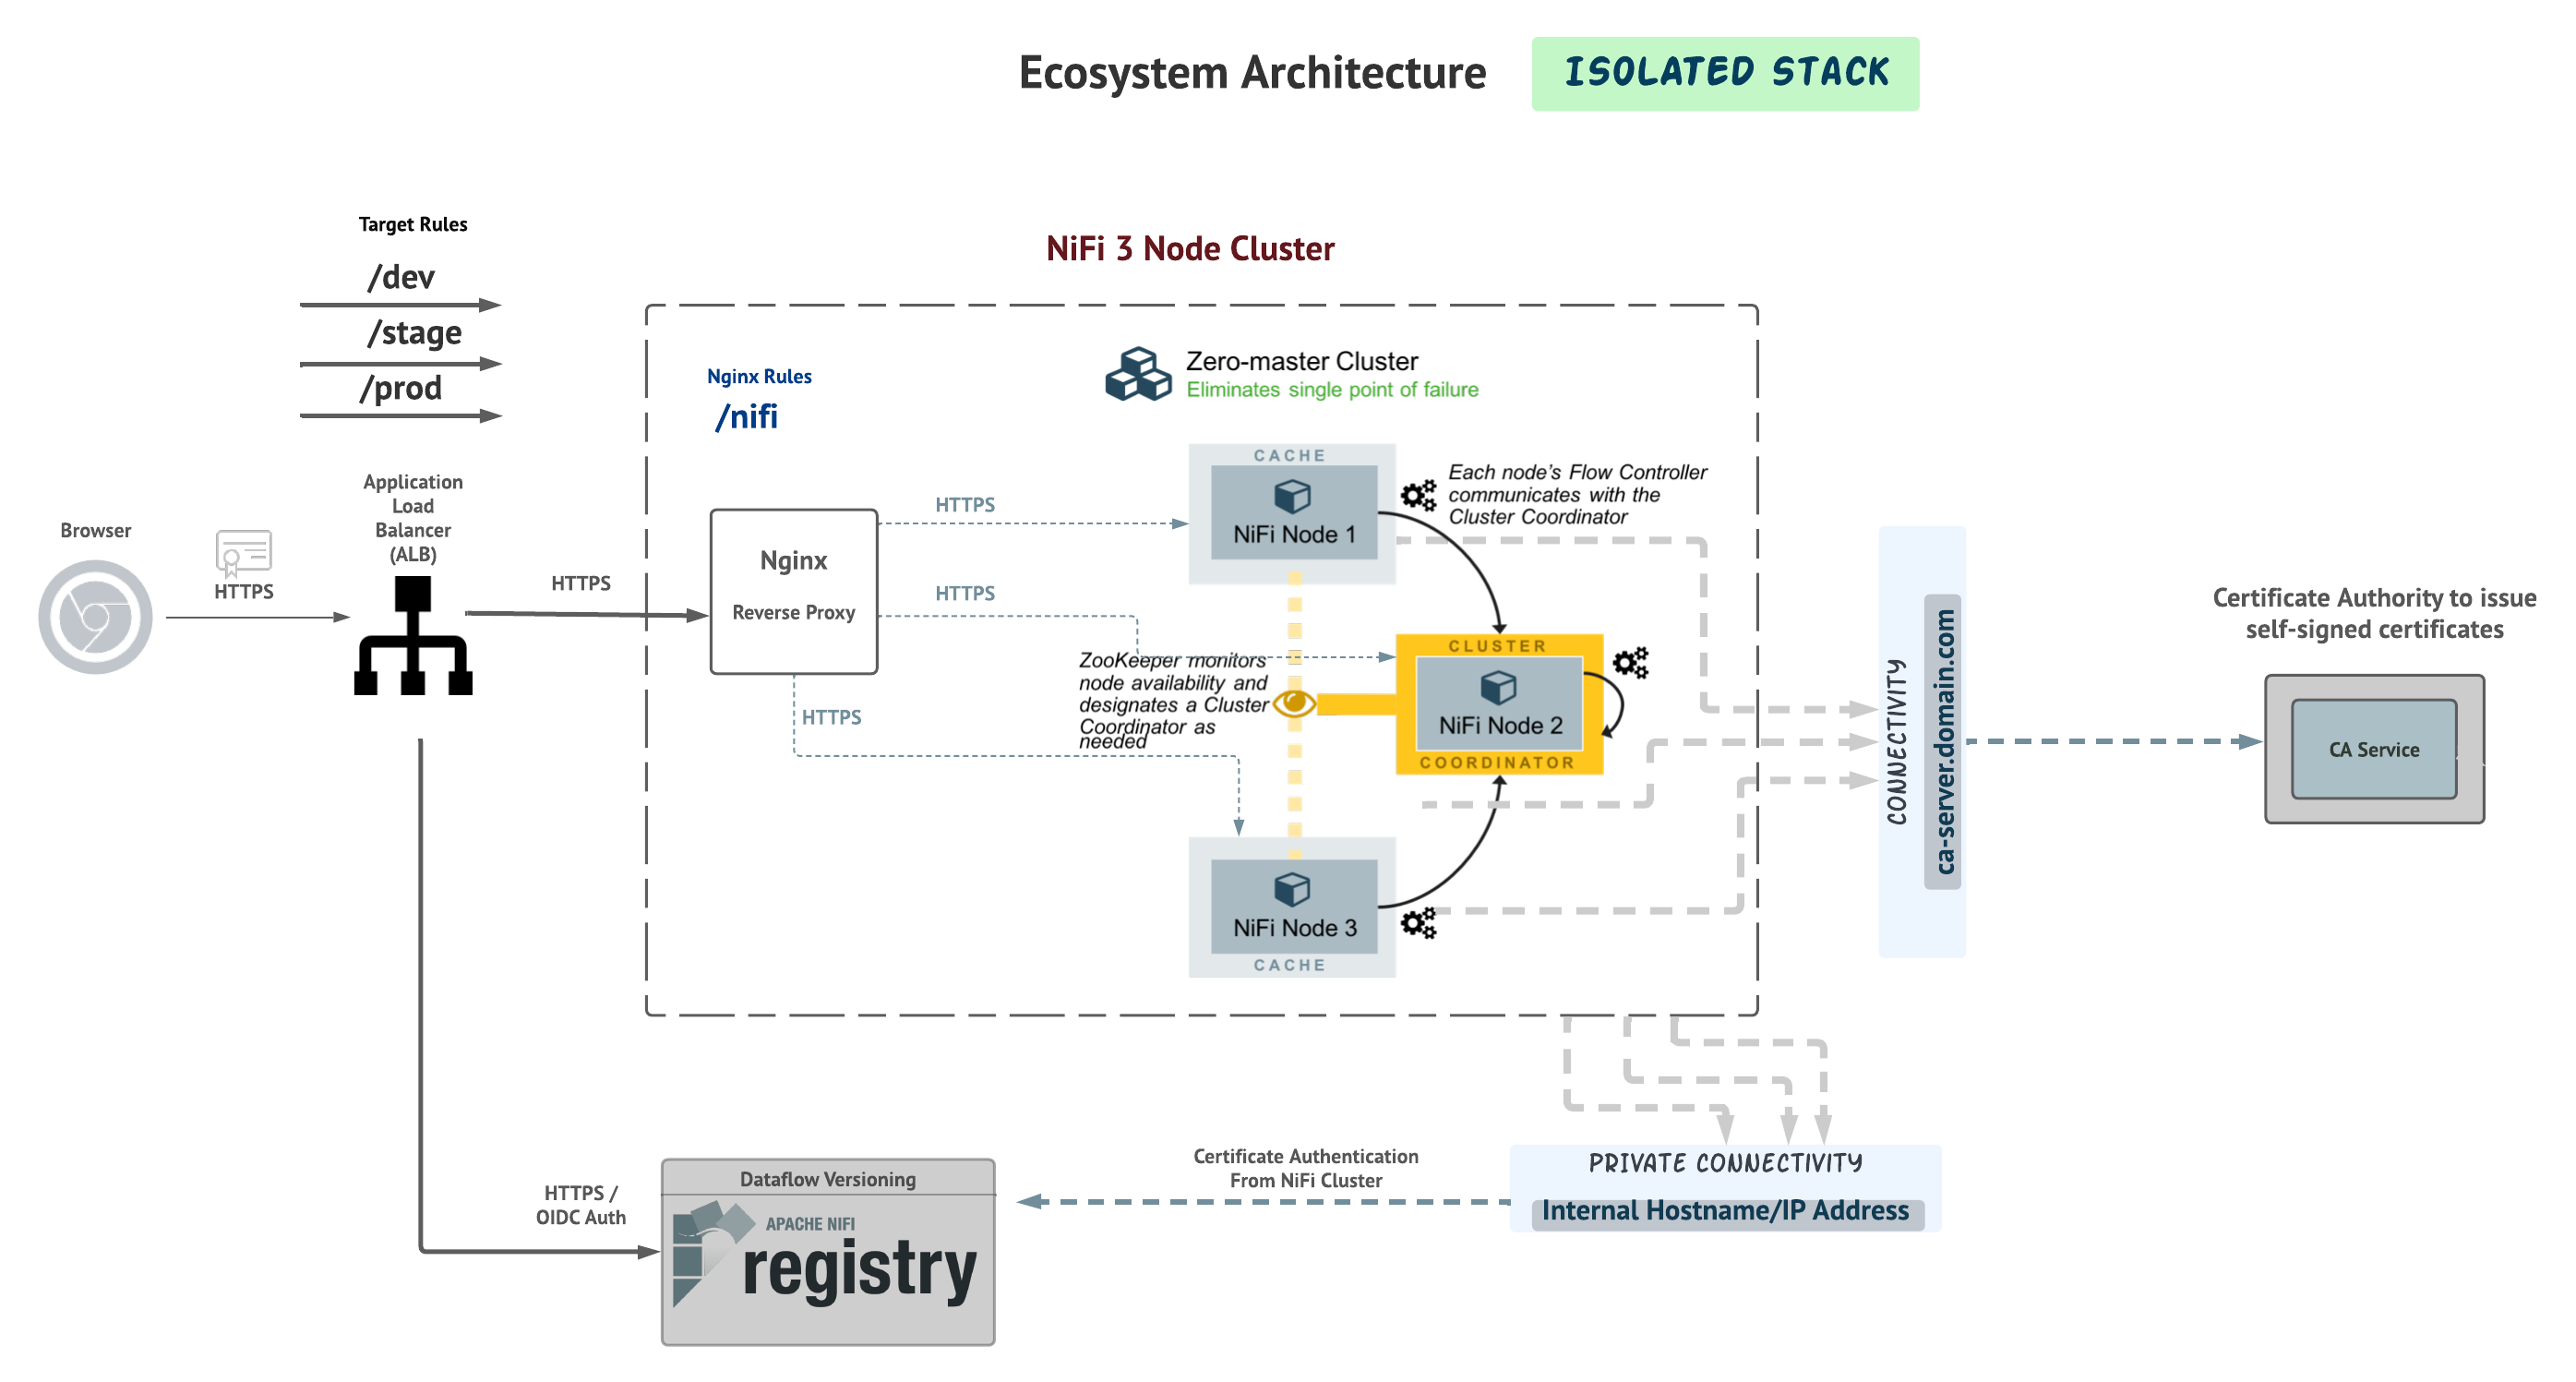 Ecosystem Architecture
ISOLATED STACK
Target Rules
/dev
/stage
/prod
NiFi 3 Node Cluster
Nginx Rules
/nifi
Zero-master Cluster
Eliminates single point of failure
Browser
HTTPS
Application
Load
Balancer
(ALB)
HTTPS
Nginx
Reverse Proxy
HTTPS
HTTPS
HTTPS
CACHE
NiFi Node 1
Each node's Flow Controller
communicates with the
Cluster Coordinator
ZooKeeper monitors
node availability and
designates a Cluster
Coordinator as
needed
CLUSTER
NiFi Node 2
COORDINATOR
NiFi Node 3
CACHE
CONNECTIVITY
ca-server.domain.com
Certificate Authority to issue
self-signed certificates
CA Service
HTTPS /
OIDC Auth
Dataflow Versioning
APACHE NIFI
registry
Certificate Authentication
From NiFi Cluster
PRIVATE CONNECTIVITY
Internal Hostname/IP Address